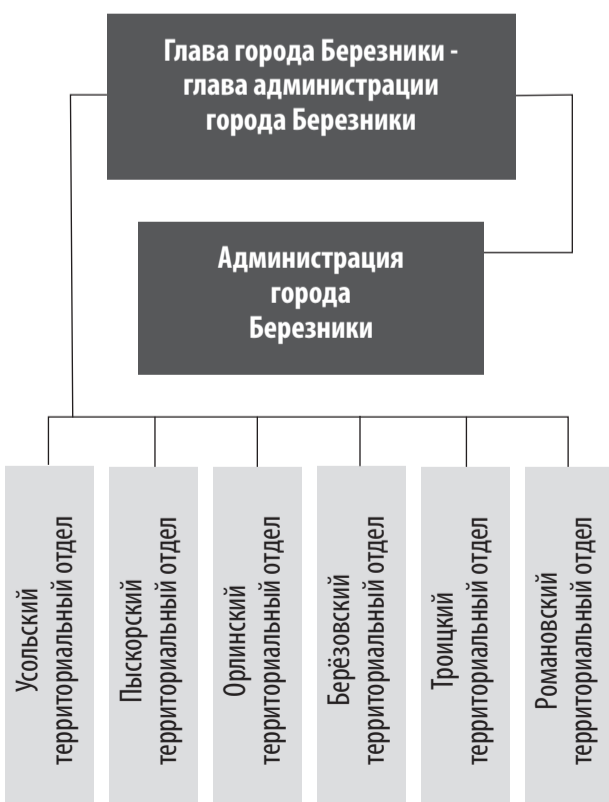 Глава города Березники -
глава администрации
города Березники
Администрация
города
Березники
Усольский
территориальный отдел
Пыскорский
территориальный отдел
Орлинский
территориальный отдел
Берёзовский
территориальный отдел
Троицкий
территориальный отдел
Романовский
территориальный отдел